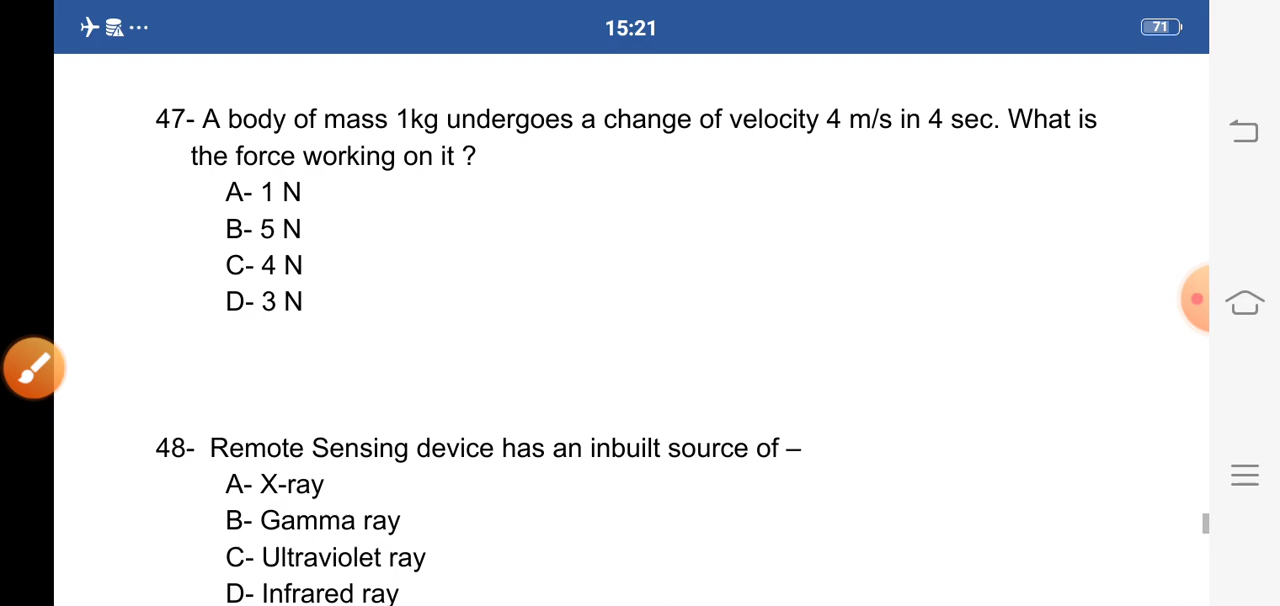 15:21
71
47- A body of mass 1kg undergoes a change of velocity 4 m/s in 4 sec. What is
the force working on it ?
A- 1 N
B- 5 N
C- 4 N
D- 3 N
48- Remote Sensing device has an inbuilt source of –
A- X-ray
B- Gamma ray
C- Ultraviolet ray
D- Infrared ray